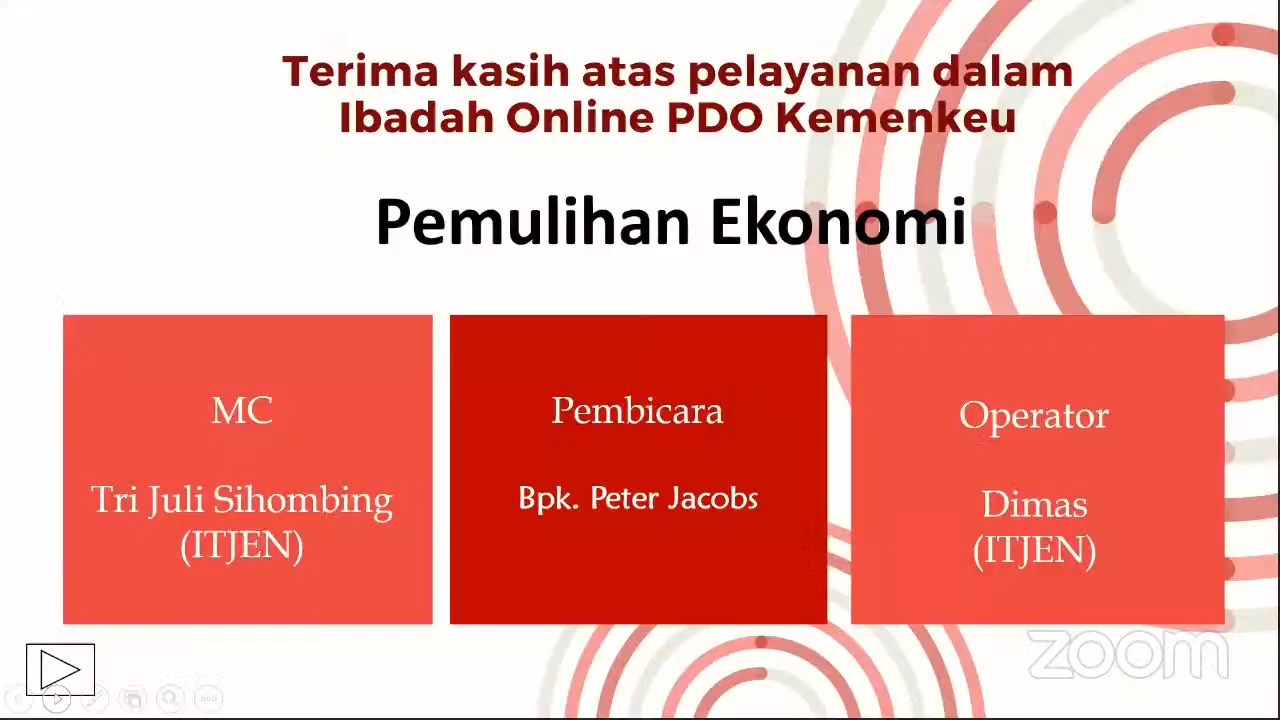 Terima kasih atas pelayanan dalam
Ibadah Online PDO Kemenkeu
Pemulihan Ekonomi
MC
Tri Juli Sihombing
(ITJEN)
Pembicara
Bpk. Peter Jacobs
Operator
Dimas
(ITJEN)
zoom